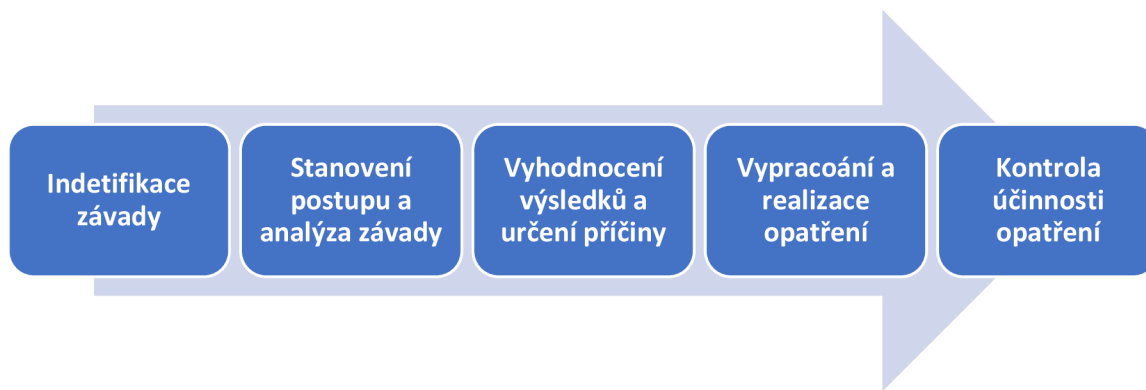 Indetifikace
závady
Stanovení
postupu a
analýza závady
Vyhodnocení
výsledků a
určení příčiny
Vypracoání a
realizace
opatření
Kontrola
účinnosti
opatření